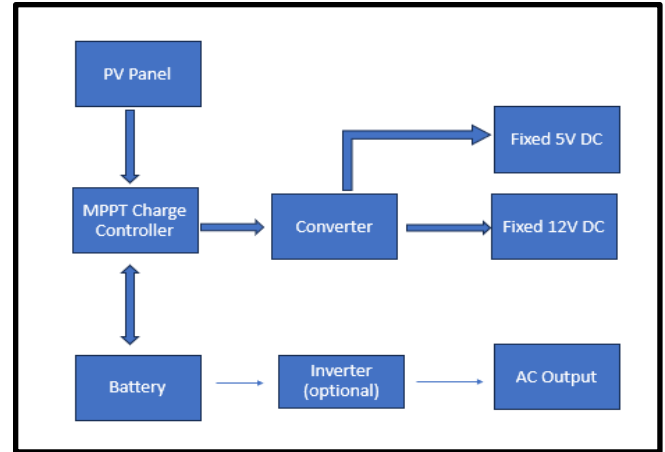 PV Panel
Fixed 5V DC
MPPT Charge
Controller
Converter
Fixed 12V DC
Battery
Inverter
(optional)
AC Output